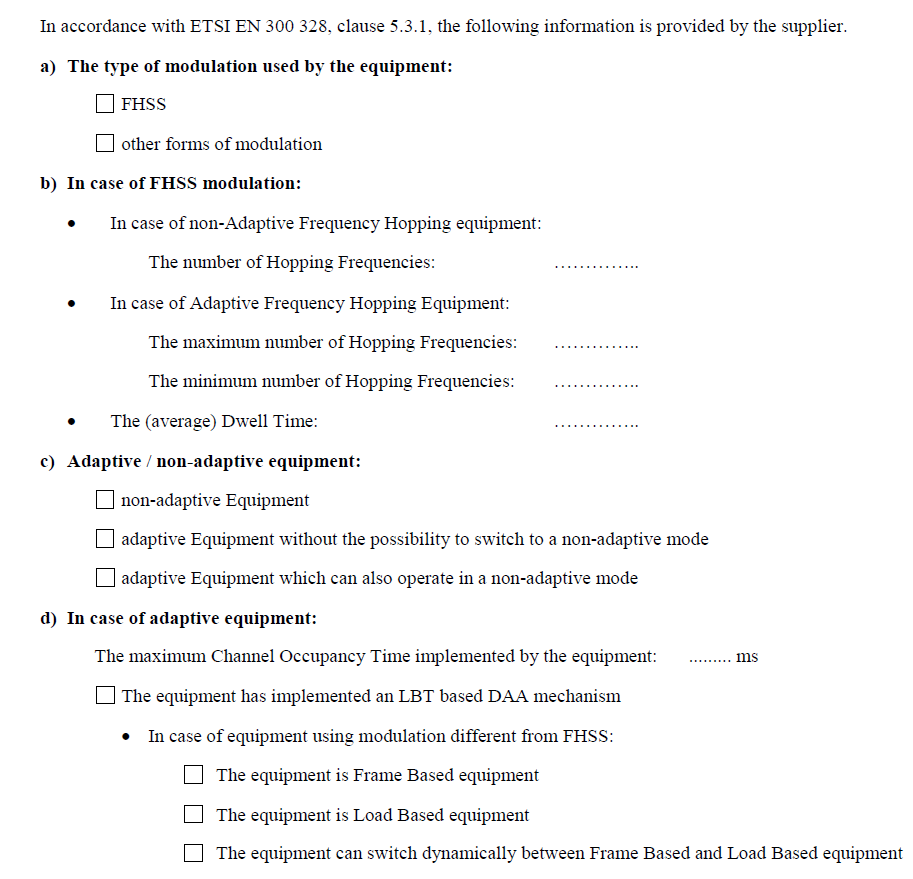 In accordance with ETSI EN 300 328, clause 5.3.1, the following information is provided by the supplier.
a) The type of modulation used by the equipment:
FHSS
other forms of modulation
b) In case of FHSS modulation:
• In case of non-Adaptive Frequency Hopping equipment:
The number of Hopping Frequencies: …………..
• In case of Adaptive Frequency Hopping Equipment:
The maximum number of Hopping Frequencies: …………..
The minimum number of Hopping Frequencies: …………..
• The (average) Dwell Time: …………..
c) Adaptive / non-adaptive equipment:
non-adaptive Equipment
adaptive Equipment without the possibility to switch to a non-adaptive mode
adaptive Equipment which can also operate in a non-adaptive mode
d) In case of adaptive equipment:
The maximum Channel Occupancy Time implemented by the equipment: ......... ms
The equipment has implemented an LBT based DAA mechanism
• In case of equipment using modulation different from FHSS:
The equipment is Frame Based equipment
The equipment is Load Based equipment
The equipment can switch dynamically between Frame Based and Load Based equipment